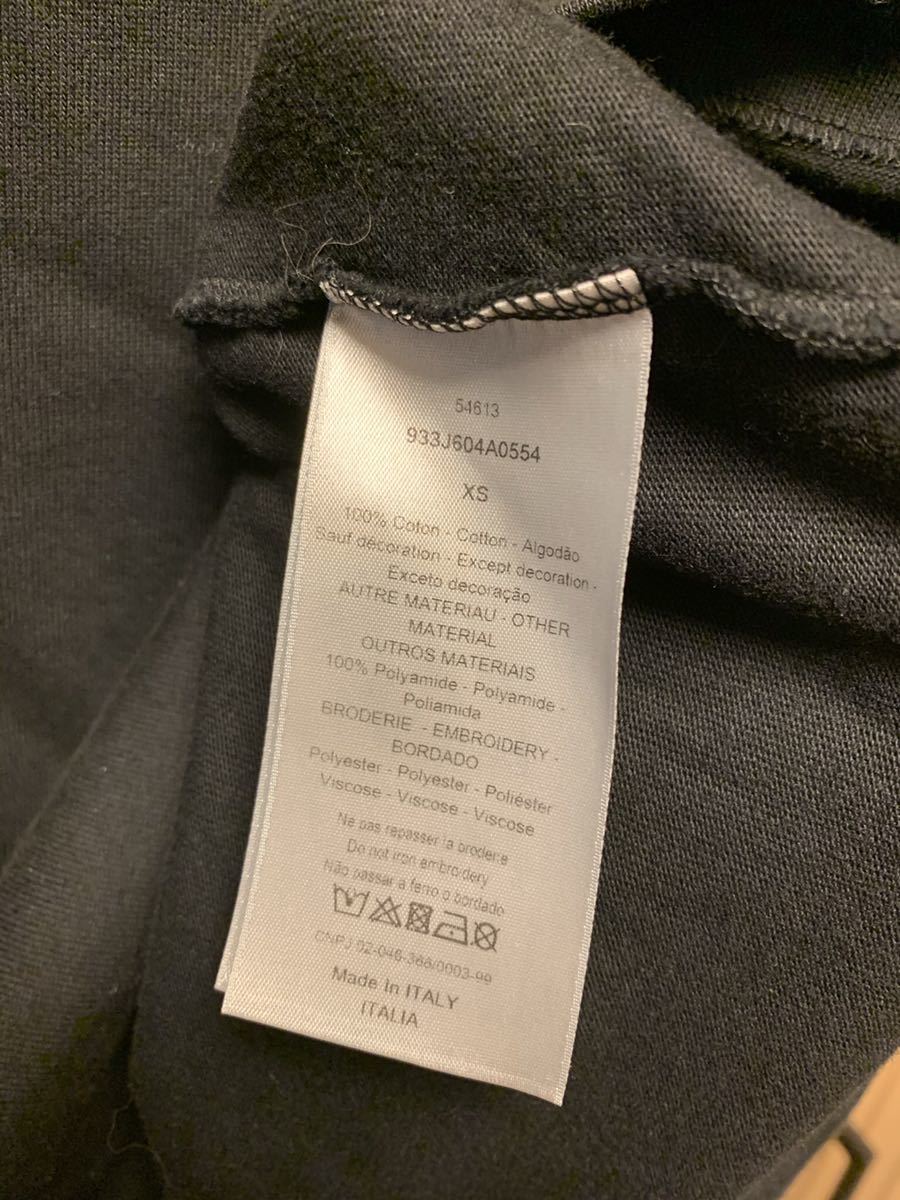 54613
933J604A0554
XS
100% Coton - Cotton - Algodão
Sauf décoration - Except decoration -
Exceto decoração
AUTRE MATERIAU - OTHER
MATERIAL
OUTROS MATERIAIS
100% Polyamide - Polyamide -
Poliamida
BRODERIE - EMBROIDERY -
BORDADO
Polyester - Polyester - Poliéster
Viscose - Viscose - Viscose
Ne pas repasser la broderie
Do not iron embroidery
Não passar a ferro o bordado
CNPJ 02-046-366/0003-99
Made in ITALY
ITALIA